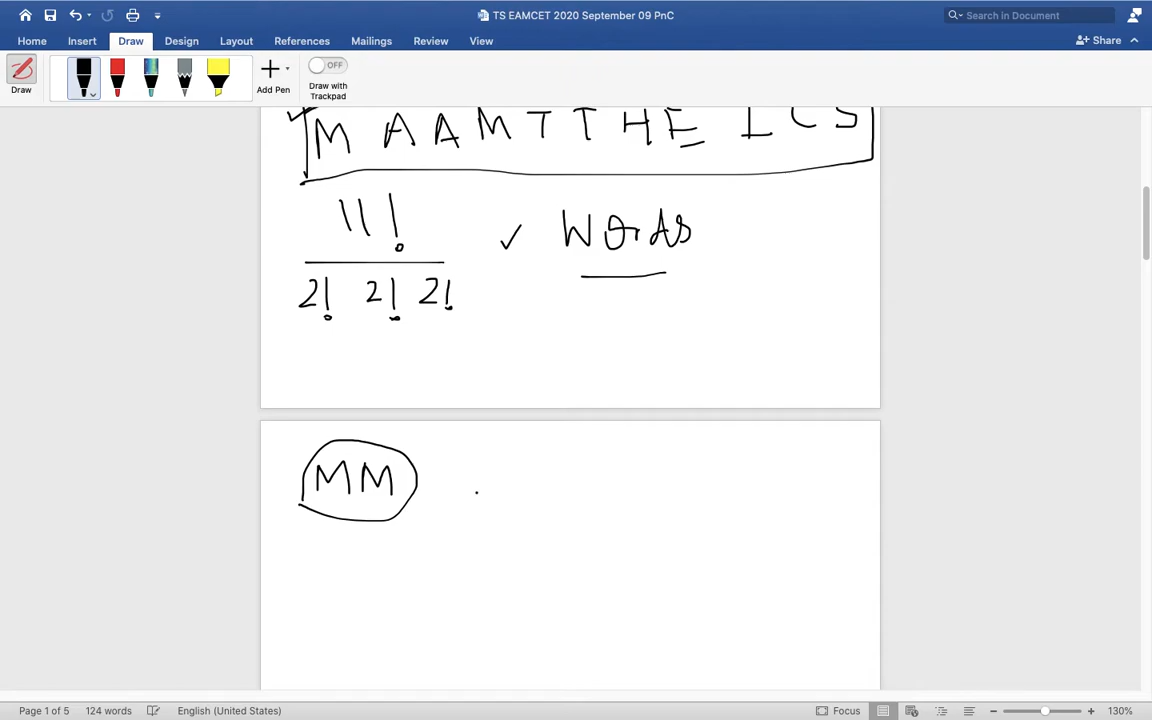 TS EAMCET 2020 September 09 PnC
Search in Document
Home Insert Draw Design Layout References Mailings Review View
Share
Draw
Add Pen
OFF
Draw with
Trackpad
M A A M T T H E I C S
11!
2! 2! 2!
✓ Words
MM
Page 1 of 5 124 words English (United States) Focus 130%